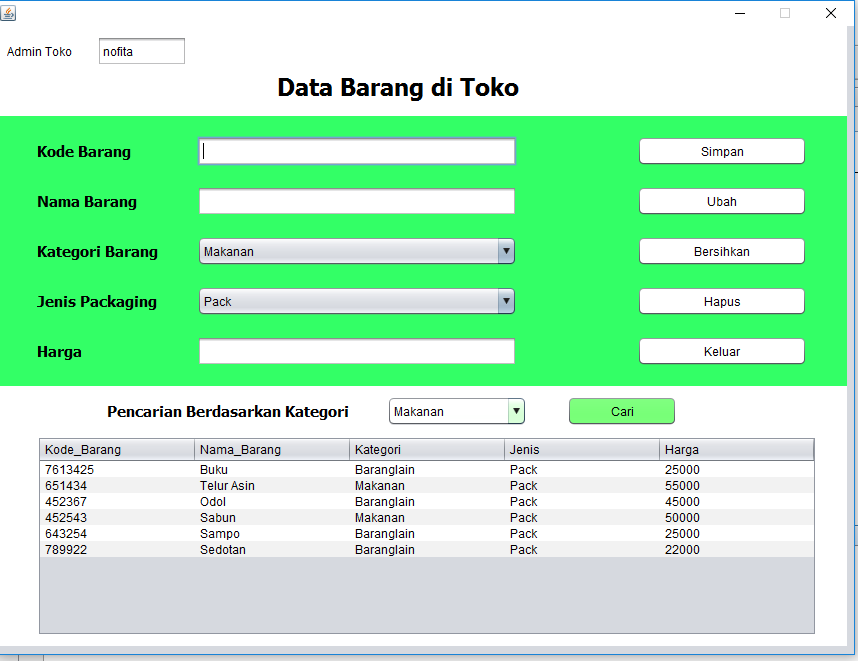 Admin Toko nofita
Data Barang di Toko
Kode Barang Simpan
Nama Barang Ubah
Kategori Barang Makanan Bersihkan
Jenis Packaging Pack Hapus
Harga Keluar
Pencarian Berdasarkan Kategori Makanan Cari
Kode_Barang Nama_Barang Kategori Jenis Harga
7613425 Buku Baranglain Pack 25000
651434 Telur Asin Makanan Pack 55000
452367 Odol Baranglain Pack 45000
452543 Sabun Makanan Pack 50000
643254 Sampo Baranglain Pack 25000
789922 Sedotan Baranglain Pack 22000